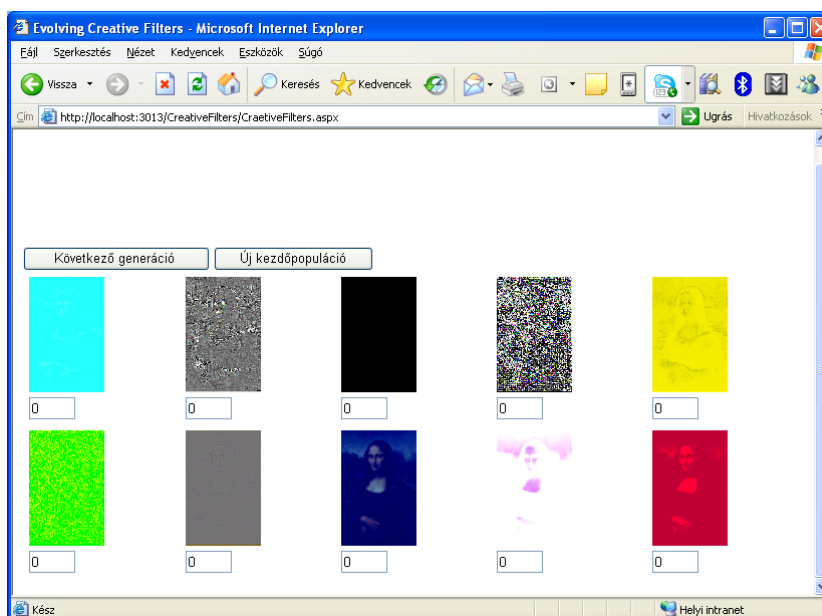 Evolving Creative Filters - Microsoft Internet Explorer
Fájl Szerkesztés Nézet Kedvencek Eszközök Súgó
Vissza Keresés Kedvencek
Cím http://localhost:3013/CreativeFilters/CraetiveFilters.aspx Ugrás Hivatkozások
Következő generáció Új kezdőpopuláció
0 0 0 0 0
0 0 0 0 0
Kész Helyi intranet